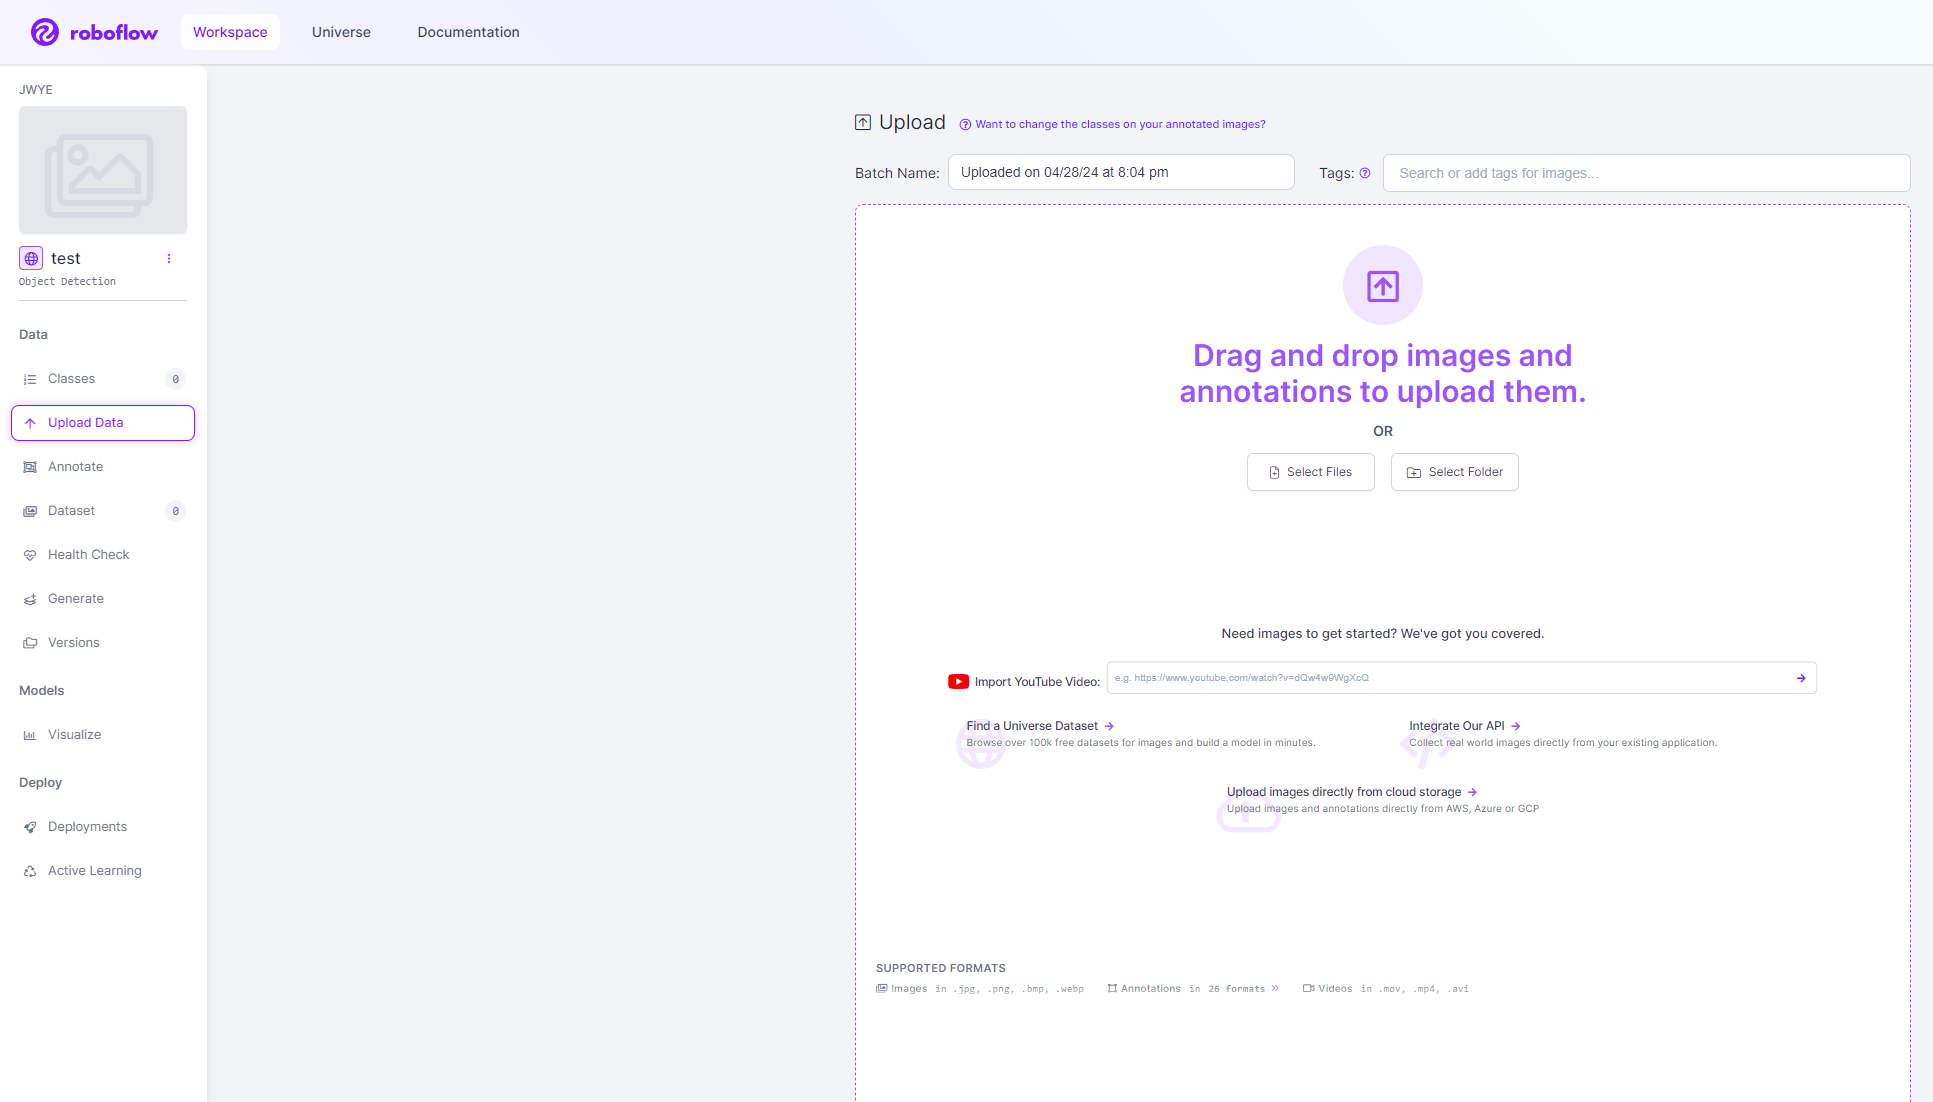 roboflow
Workspace
Universe
Documentation
JWYE
test
Object Detection
Data
Classes 0
Upload Data
Annotate
Dataset 0
Health Check
Generate
Versions
Models
Visualize
Deploy
Deployments
Active Learning
Upload Want to change the classes on your annotated images?
Batch Name: Uploaded on 04/28/24 at 8:04 pm Tags: Search or add tags for images...
Drag and drop images and
annotations to upload them.
OR
Select Files Select Folder
Need images to get started? We've got you covered.
Import YouTube Video: e.g. https://www.youtube.com/watch?v=dQw4w9WgXcQ
Find a Universe Dataset
Browse over 100k free datasets for images and build a model in minutes.
Integrate Our API
Collect real world images directly from your existing application.
Upload images directly from cloud storage
Upload images and annotations directly from AWS, Azure or GCP
SUPPORTED FORMATS
Images in .jpg, .png, .bmp, .webp Annotations in 26 formats Videos in .mov, .mp4, .avi